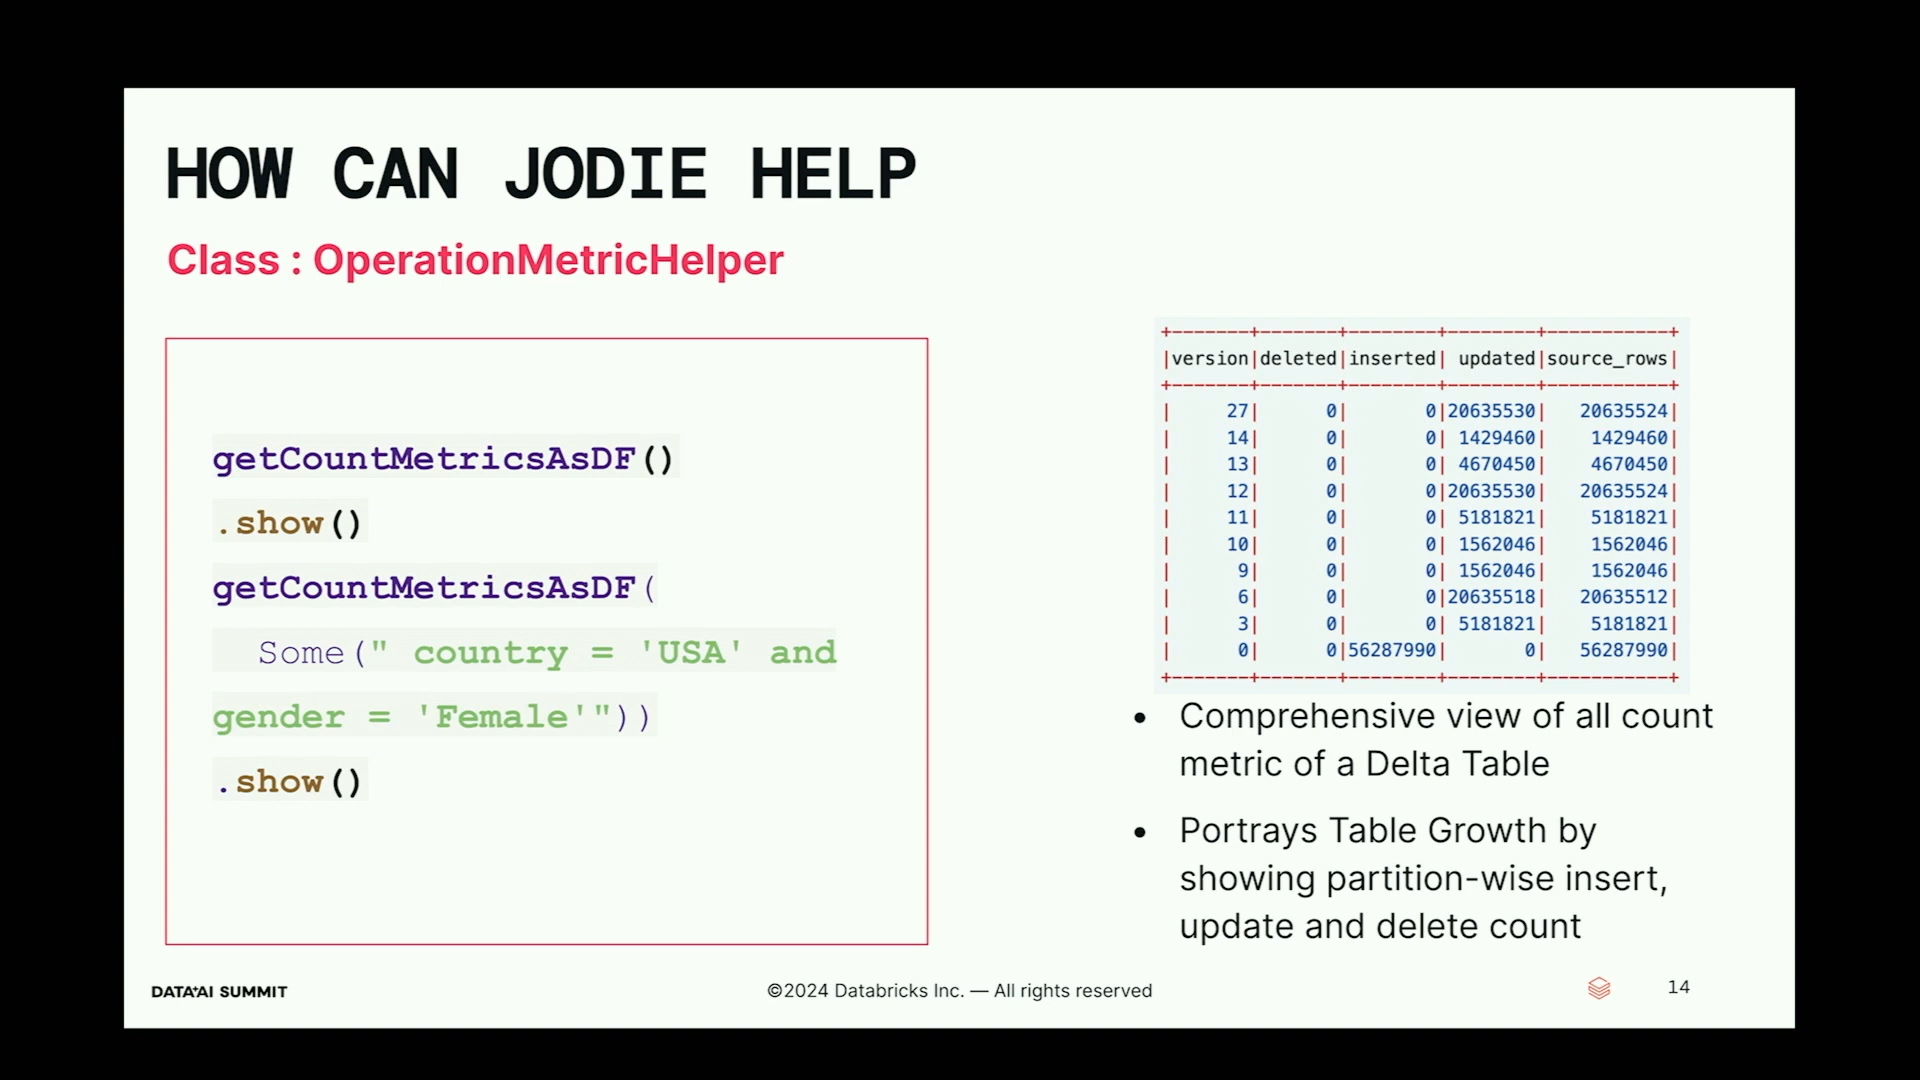 HOW CAN JODIE HELP
Class : OperationMetricHelper
getCountMetricsAsDF()
.show()
getCountMetricsAsDF(
  Some(" country = 'USA' and
gender = 'Female'"))
.show()
+-------+-------+--------+--------+-----------+
|version|deleted|inserted| updated|source_rows|
+-------+-------+--------+--------+-----------+
|     27|      0|       0|20635530|   20635524|
|     14|      0|       0| 1429460|    1429460|
|     13|      0|       0| 4670450|    4670450|
|     12|      0|       0|20635530|   20635524|
|     11|      0|       0| 5181821|    5181821|
|     10|      0|       0| 1562046|    1562046|
|      9|      0|       0| 1562046|    1562046|
|      6|      0|       0|20635518|   20635512|
|      3|      0|       0| 5181821|    5181821|
|      0|      0|56287990|       0|   56287990|
+-------+-------+--------+--------+-----------+
• Comprehensive view of all count
metric of a Delta Table
• Portrays Table Growth by
showing partition-wise insert,
update and delete count
DATA+AI SUMMIT
©2024 Databricks Inc. — All rights reserved
14